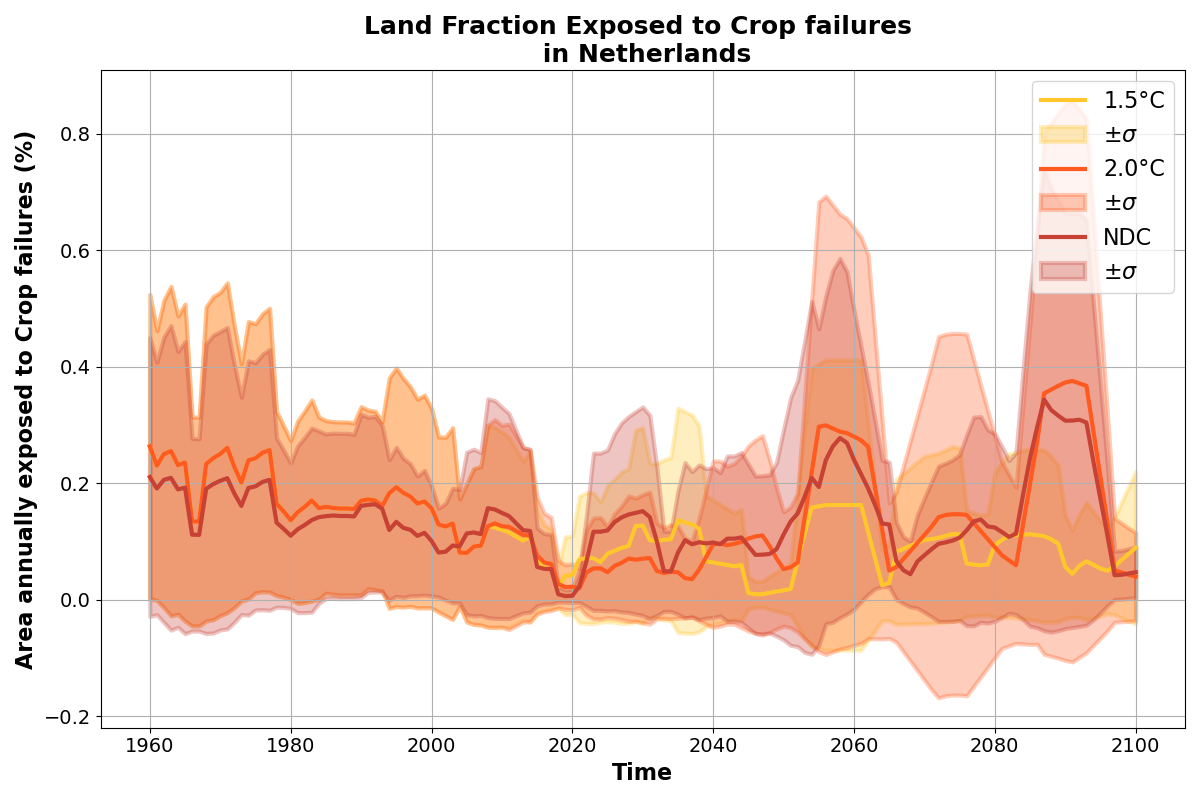 Land Fraction Exposed to Crop failures
in Netherlands
Area annually exposed to Crop failures (%)
0.8
0.6
0.4
0.2
0.0
−0.2
1.5°C
±σ
2.0°C
±σ
NDC
±σ
1960 1980 2000 2020 2040 2060 2080 2100
Time